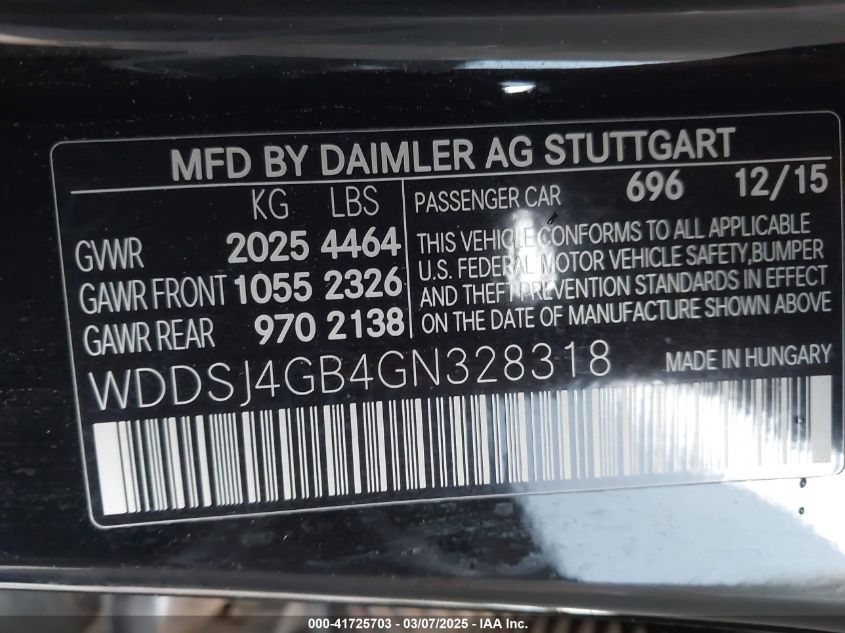 MFD BY DAIMLER AG STUTTGART
KG LBS
GVWR 2025 4464
GAWR FRONT 1055 2326
GAWR REAR 970 2138
PASSENGER CAR 696 12/15
THIS VEHICLE CONFORMS TO ALL APPLICABLE
U.S. FEDERAL MOTOR VEHICLE SAFETY,BUMPER
AND THEFT PREVENTION STANDARDS IN EFFECT
ON THE DATE OF MANUFACTURE SHOWN ABOVE
WDDSJ4GB4GN328318 MADE IN HUNGARY
000-41725703 - 03/07/2025 - IAA Inc.